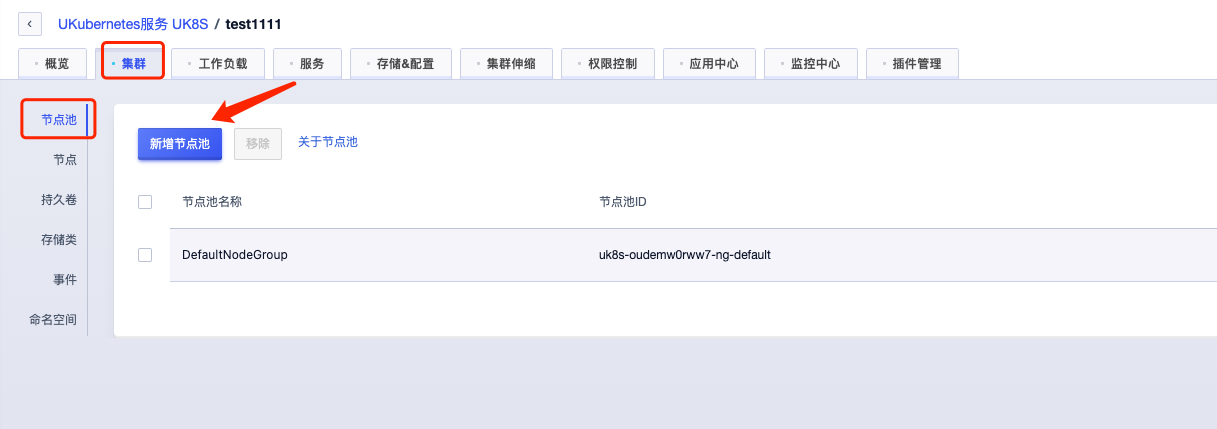 UKubernetes服务 UK8S / test1111
概览 集群 工作负载 服务 存储&配置 集群伸缩 权限控制 应用中心 监控中心 插件管理
节点池
节点
持久卷
存储类
事件
命名空间
新增节点池 移除 关于节点池
节点池名称 节点池ID
DefaultNodeGroup uk8s-oudemw0rww7-ng-default